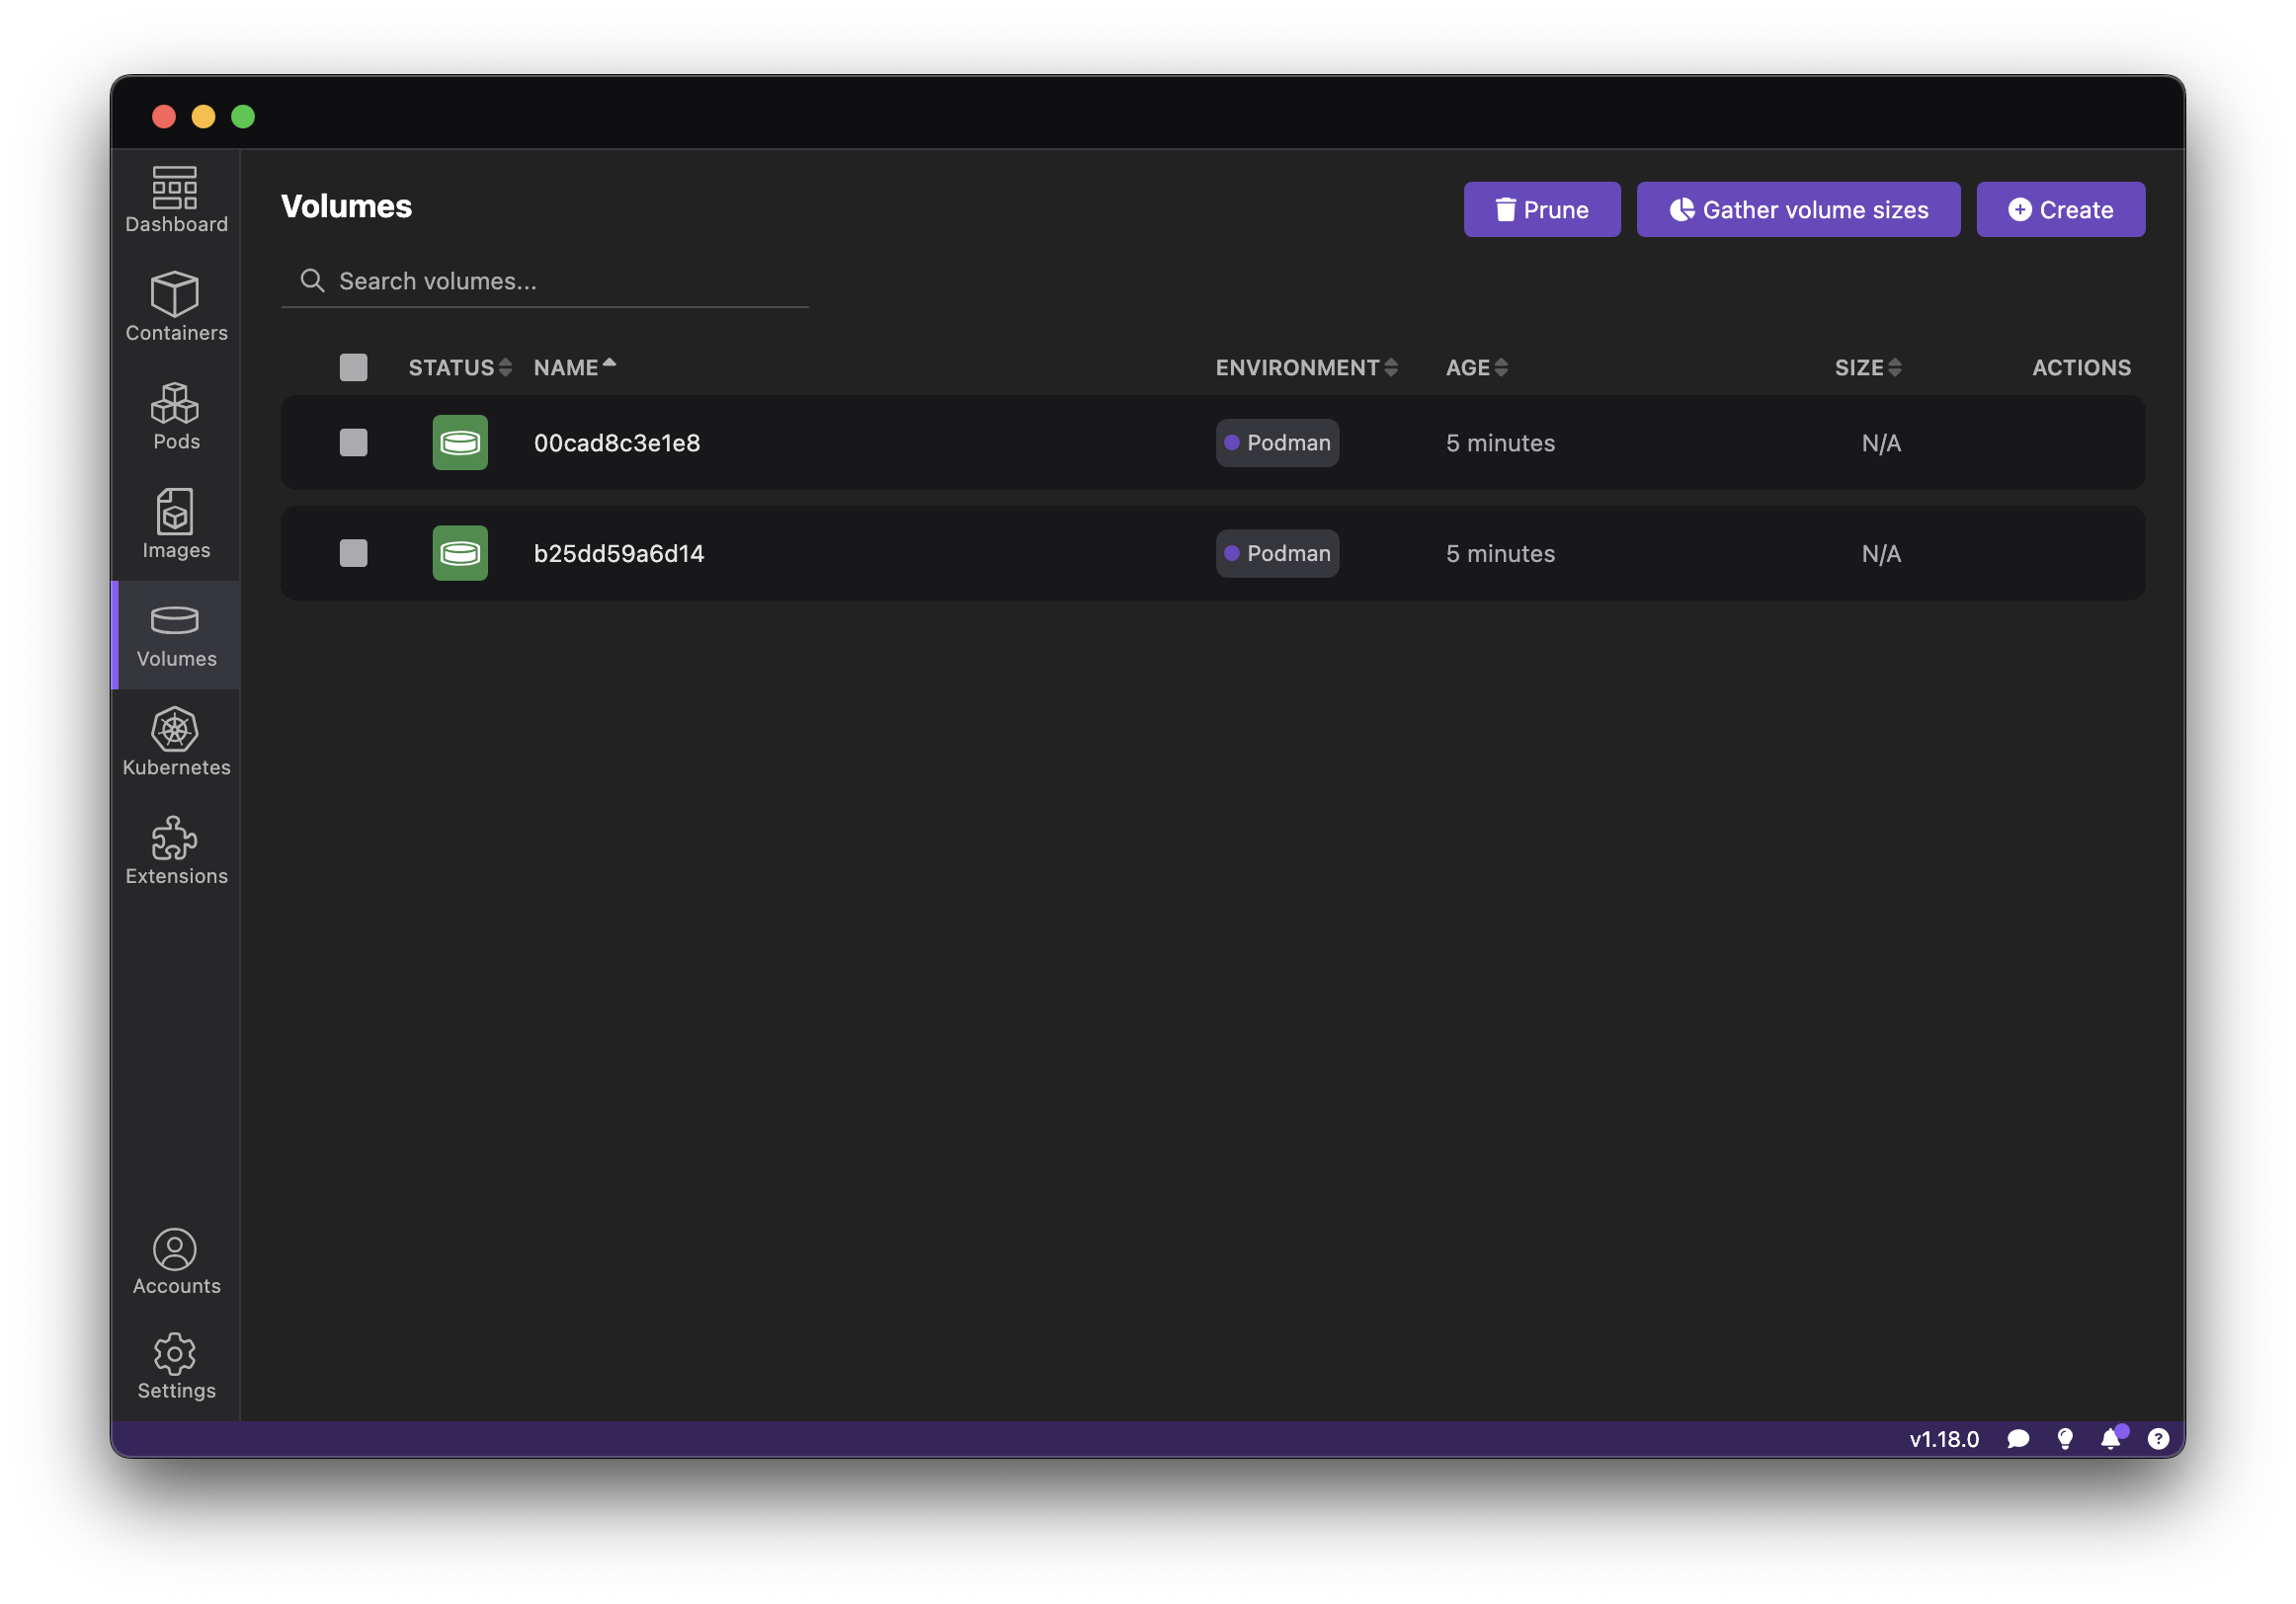 Dashboard
Containers
Pods
Images
Volumes
Kubernetes
Extensions
Accounts
Settings
Volumes
Prune
Gather volume sizes
Create
Search volumes...
STATUS NAME ENVIRONMENT AGE SIZE ACTIONS
00cad8c3e1e8 Podman 5 minutes N/A
b25dd59a6d14 Podman 5 minutes N/A
v1.18.0